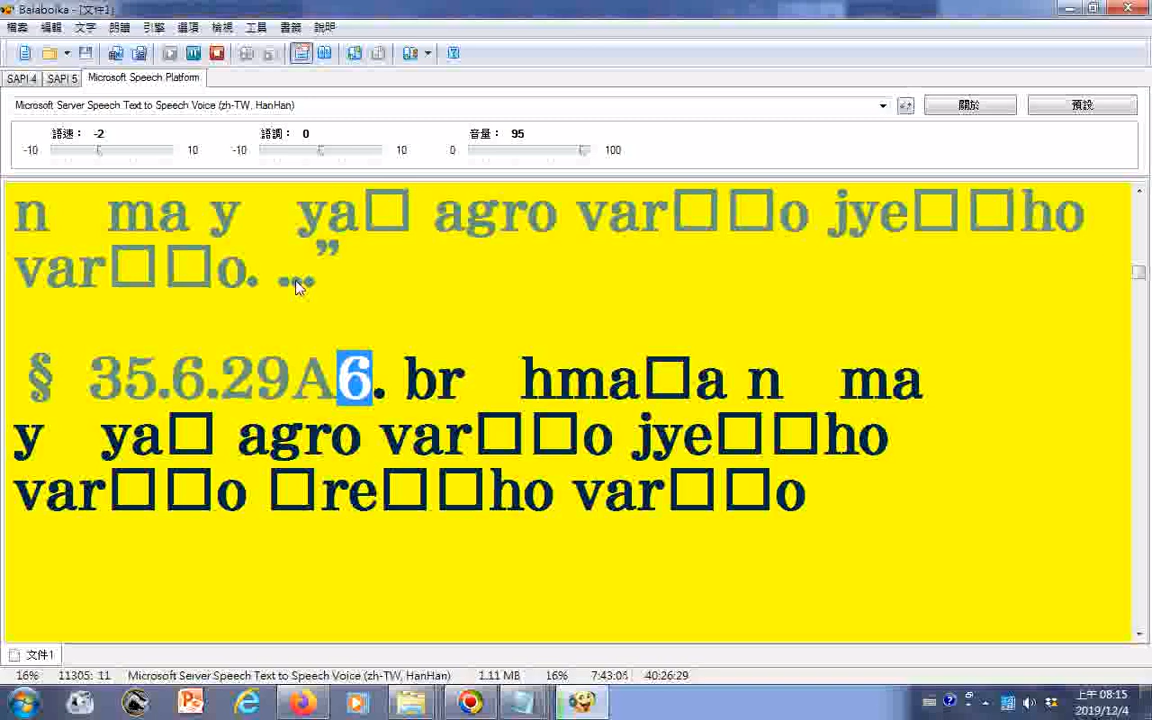 Balabolka - [文件1]
檔案 編輯 文字 朗讀 引擎 選項 檢視 工具 書籤 說明
SAPI 4 SAPI 5 Microsoft Speech Platform
Microsoft Server Speech Text to Speech Voice (zh-TW, HanHan) 關於 預設
語速： -2 語調： 0 音量： 95
-10 10 -10 10 0 100
n ma y ya□ agro var□□o jye□□ho
var□□o. ...”
§ 35.6.29A6. br hma□a n ma
y ya□ agro var□□o jye□□ho
var□□o □re□□ho var□□o
文件1
16% 11305: 11 Microsoft Server Speech Text to Speech Voice (zh-TW, HanHan) 1.11 MB 16% 7:43:05 40:26:29
上午 08:15
2019/12/4